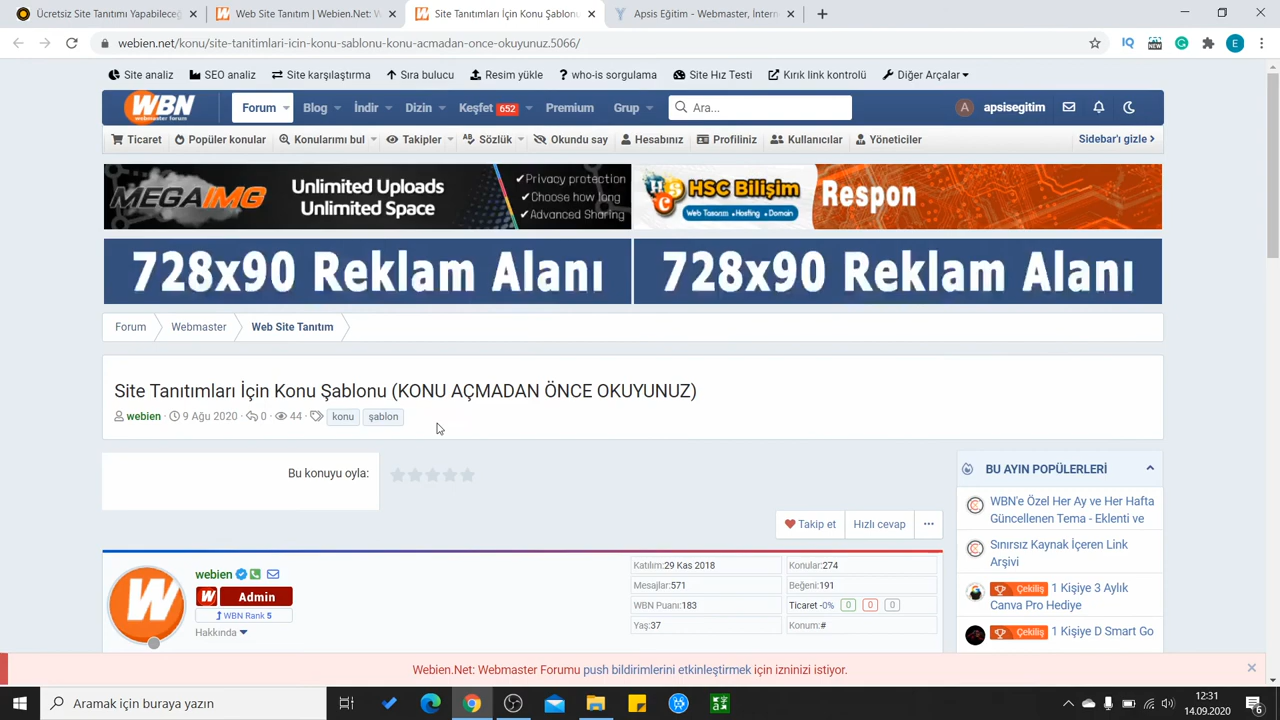 Ücretsiz Site Tanıtımı Yapabileceğ
Web Site Tanıtım | Webien.Net: W
Site Tanıtımları İçin Konu Şablonu
Apsis Eğitim - Webmaster, İntern
webien.net/konu/site-tanitimlari-icin-konu-sablonu-konu-acmadan-once-okuyunuz.5066/
Site analiz
SEO analiz
Site karşılaştırma
Sıra bulucu
Resim yükle
who-is sorgulama
Site Hız Testi
Kırık link kontrolü
Diğer Arçalar
WBN
webmaster forum
Forum
Blog
İndir
Dizin
Keşfet 652
Premium
Grup
Ara...
A apsisegitim
Ticaret
Popüler konular
Konularımı bul
Takipler
Sözlük
Okundu say
Hesabınız
Profiliniz
Kullanıcılar
Yöneticiler
Sidebar'ı gizle
MEGAIMG
Unlimited Uploads
Unlimited Space
✓Privacy protection
✓Choose how long
✓Advanced Sharing
HSC Bilişim
Web Tasarım • Hosting • Domain
Respon
728x90 Reklam Alanı
728x90 Reklam Alanı
Forum
Webmaster
Web Site Tanıtım
Site Tanıtımları İçin Konu Şablonu (KONU AÇMADAN ÖNCE OKUYUNUZ)
webien · 9 Ağu 2020 · 0 · 44 · konu şablon
Bu konuyu oyla:
BU AYIN POPÜLERLERİ
WBN'e Özel Her Ay ve Her Hafta
Güncellenen Tema - Eklenti ve
Sınırsız Kaynak İçeren Link
Arşivi
Çekiliş 1 Kişiye 3 Aylık
Canva Pro Hediye
Çekiliş 1 Kişiye D Smart Go
Takip et
Hızlı cevap
webien
W Admin
WBN Rank 5
Hakkında
Katılım:29 Kas 2018
Konular:274
Mesajlar:571
Beğeni:191
WBN Puanı:183
Ticaret -0% 0 0 0
Yaş:37
Konum:#
Webien.Net: Webmaster Forumu push bildirimlerini etkinleştirmek için izninizi istiyor.
Aramak için buraya yazın
12:31
14.09.2020
6